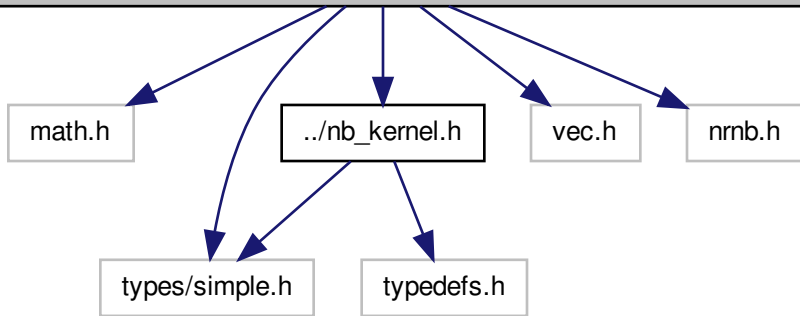 math.h
../nb_kernel.h
vec.h
nrnb.h
types/simple.h
typedefs.h